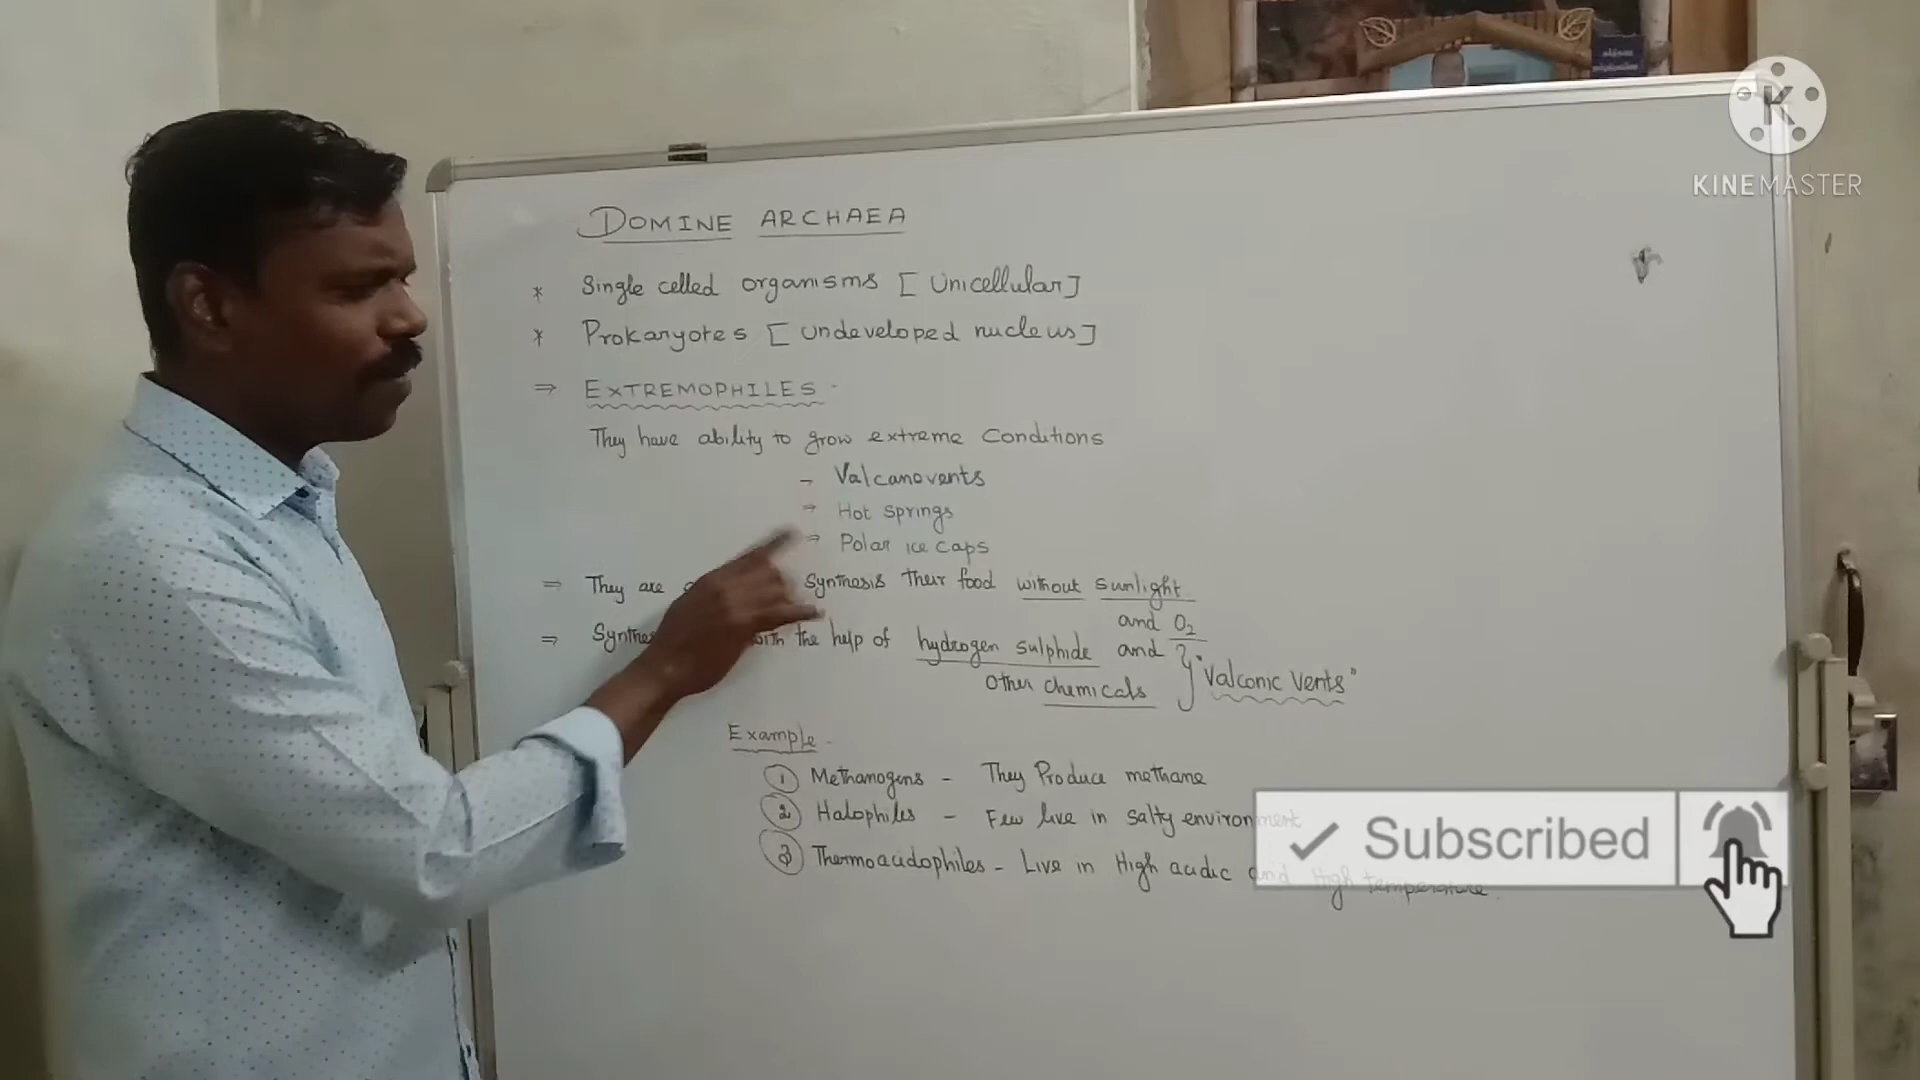 KINEMASTER
DOMINE ARCHAEA
* Single celled organisms [Unicellular]
* Prokaryotes [undeveloped nucleus]
⇒ EXTREMOPHILES.
They have ability to grow extreme conditions
- Valcanovents
⇒ Hot springs
⇒ Polar ice caps
⇒ They are synthesis their food without sunlight
and O₂
⇒ with the help of hydrogen sulphide and
other chemicals } "Valconic Vents"
Example.
① Methanogens - They Produce methane
② Halophiles - Few live in salty environment
③ Thermoacidophiles - Live in High acidic and High temperature.
Subscribed